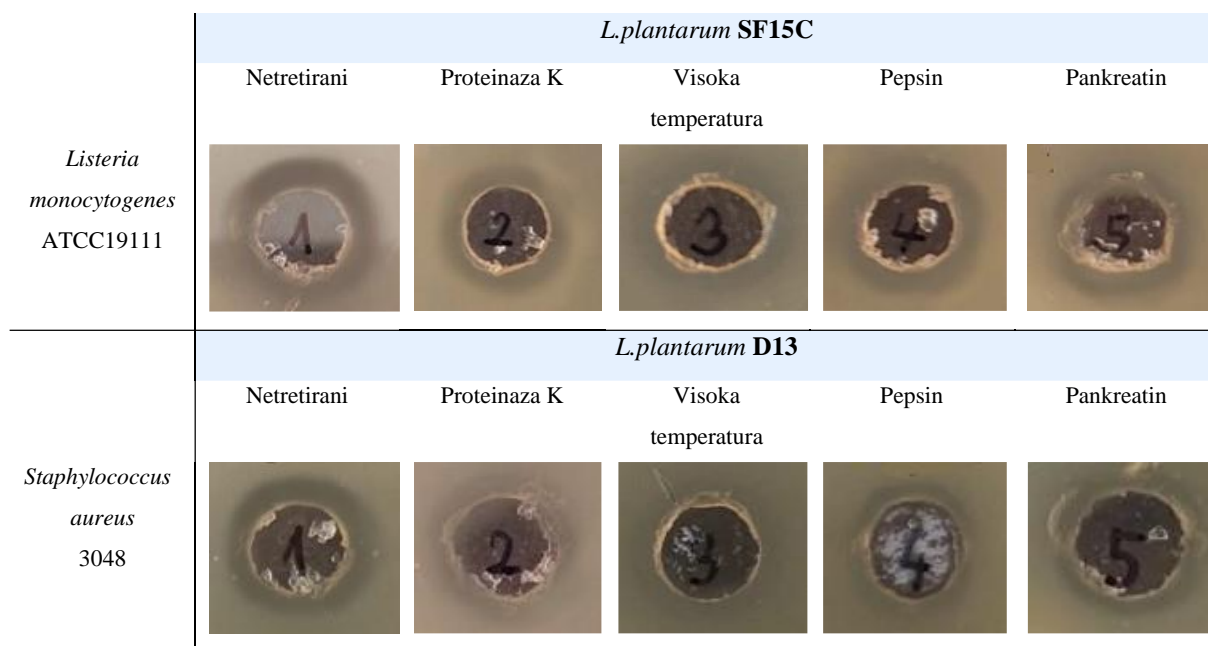 L.plantarum SF15C
Netretirani Proteinaza K Visoka Pepsin Pankreatin
temperatura
Listeria
monocytogenes
ATCC19111
1 2 3 4 5
L.plantarum D13
Netretirani Proteinaza K Visoka Pepsin Pankreatin
temperatura
Staphylococcus
aureus
3048
1 2 3 4 5